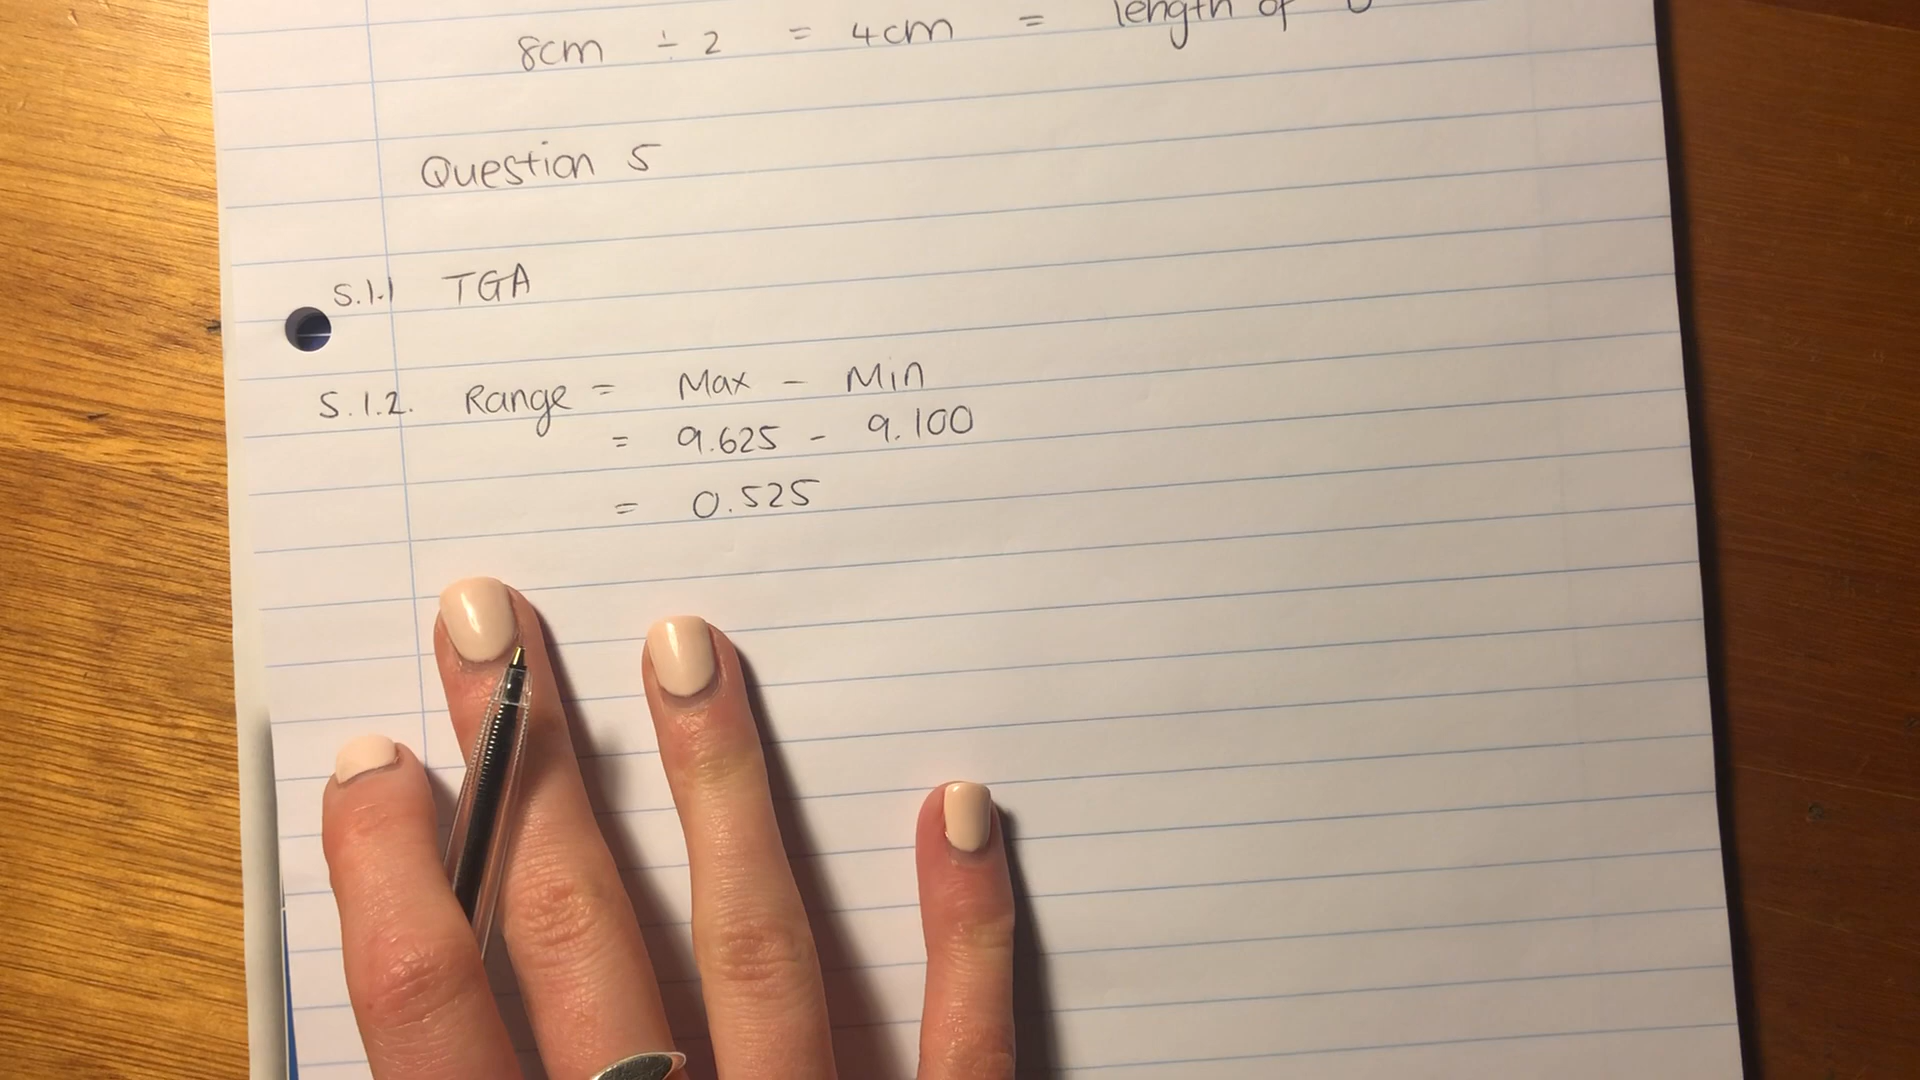 8cm ÷ 2 = 4cm = length of
Question 5
5.1.1 TGA
5.1.2. Range = Max - Min
= 9.625 - 9.100
= 0.525